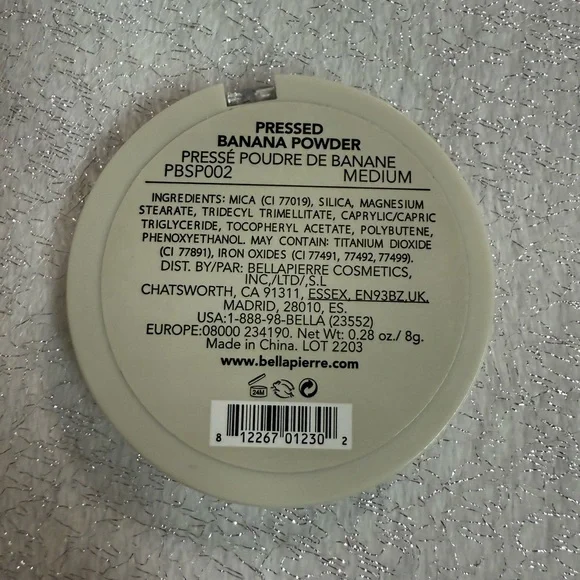 PRESSED
BANANA POWDER
PRESSÉ POUDRE DE BANANE
PBSP002 MEDIUM
INGREDIENTS: MICA (CI 77019), SILICA, MAGNESIUM
STEARATE, TRIDECYL TRIMELLITATE, CAPRYLIC/CAPRIC
TRIGLYCERIDE, TOCOPHERYL ACETATE, POLYBUTENE,
PHENOXYETHANOL. MAY CONTAIN: TITANIUM DIOXIDE
(CI 77891), IRON OXIDES (CI 77491, 77492, 77499).
DIST. BY/PAR: BELLAPIERRE COSMETICS,
INC,/LTD/,S.L
CHATSWORTH, CA 91311, ESSEX, EN93BZ,UK.
MADRID, 28010, ES.
USA:1-888-98-BELLA (23552)
EUROPE:08000 234190. Net Wt: 0.28 oz./ 8g.
Made in China. LOT 2203
www.bellapierre.com
24M
8 12267 01230 2